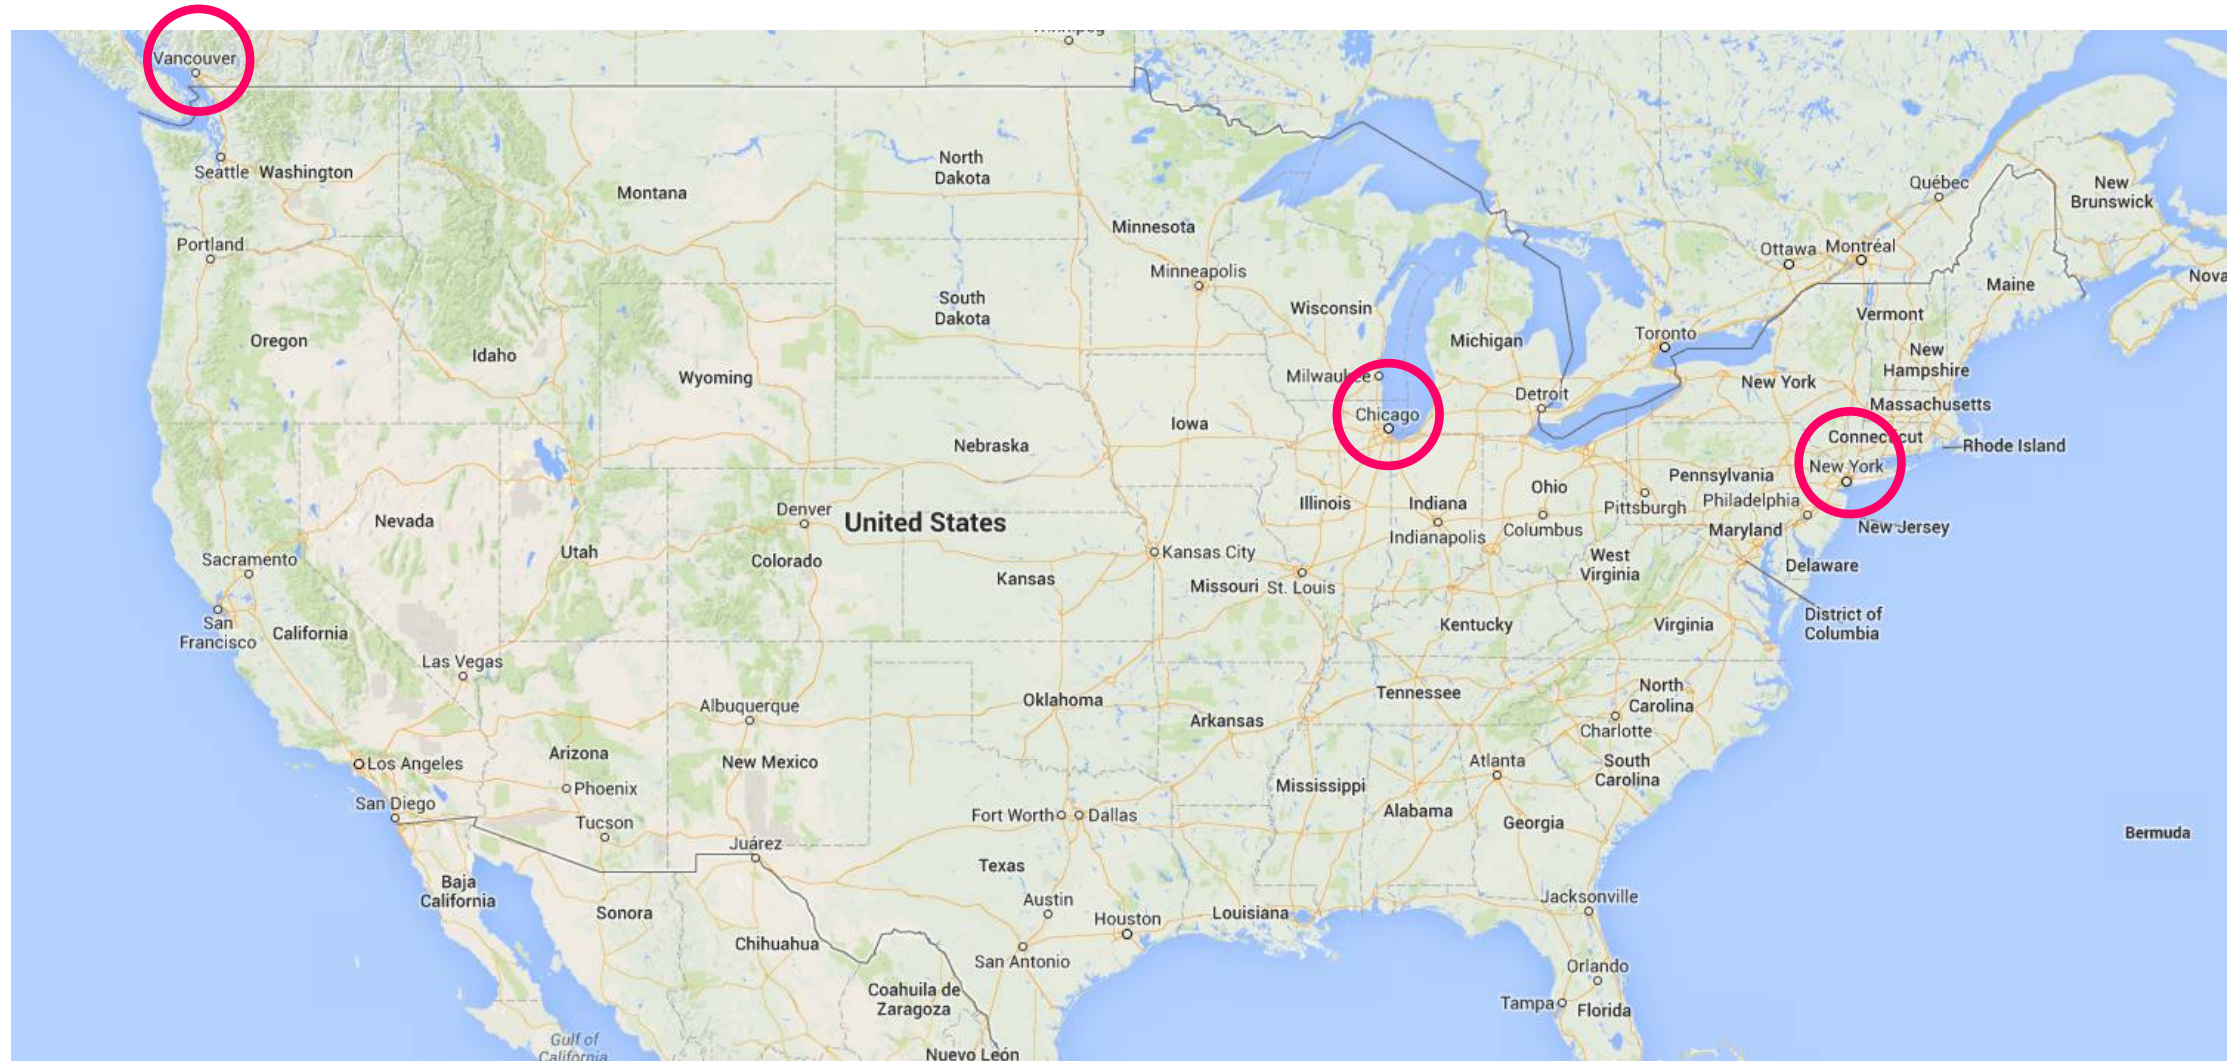 Winnipeg
Vancouver
Seattle
Washington
North
Dakota
Montana
Québec
New
Brunswick
Minnesota
Portland
Ottawa
Montréal
Minneapolis
Maine
Nova
South
Dakota
Wisconsin
Vermont
Oregon
Idaho
Michigan
Toronto
New
Hampshire
Wyoming
Milwaukee
New York
Detroit
Massachusetts
Chicago
Iowa
Nebraska
Connecticut
Rhode Island
New York
Pennsylvania
Ohio
Illinois
Indiana
Pittsburgh
Philadelphia
Denver
United States
Nevada
Indianapolis
Columbus
Maryland
New Jersey
Sacramento
Utah
Colorado
Kansas City
West
Virginia
Delaware
Kansas
Missouri
St. Louis
San
Francisco
California
Kentucky
Virginia
District of
Columbia
Las Vegas
Albuquerque
Oklahoma
Tennessee
North
Carolina
Arkansas
Charlotte
Los Angeles
Arizona
New Mexico
Atlanta
South
Carolina
Phoenix
Mississippi
San Diego
Tucson
Fort Worth
Dallas
Alabama
Georgia
Bermuda
Juárez
Texas
Baja
California
Sonora
Austin
Houston
Louisiana
Jacksonville
Chihuahua
San Antonio
Orlando
Coahuila de
Zaragoza
Tampa
Florida
Gulf of
California
Nuevo León